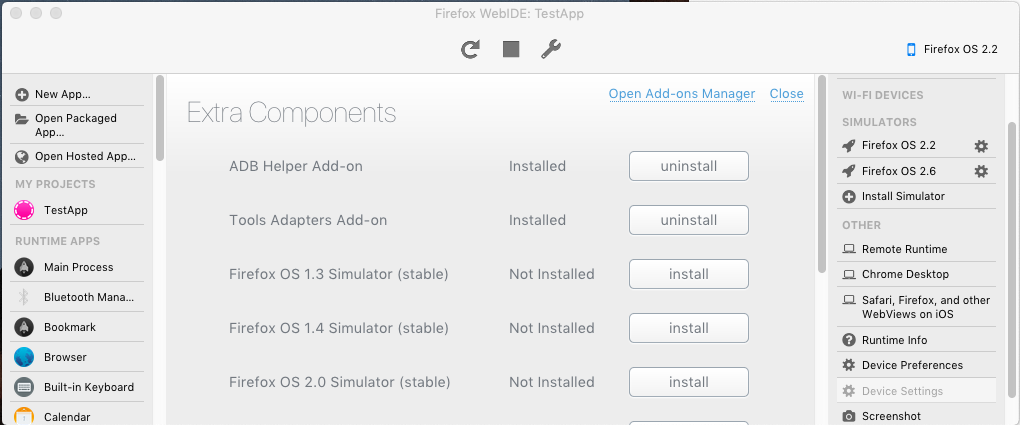 Firefox WebIDE: TestApp
Firefox OS 2.2
New App...
Open Packaged
App...
Open Hosted App...
MY PROJECTS
TestApp
RUNTIME APPS
Main Process
Bluetooth Mana...
Bookmark
Browser
Built-in Keyboard
Calendar
Open Add-ons Manager Close
Extra Components
ADB Helper Add-on Installed uninstall
Tools Adapters Add-on Installed uninstall
Firefox OS 1.3 Simulator (stable) Not Installed install
Firefox OS 1.4 Simulator (stable) Not Installed install
Firefox OS 2.0 Simulator (stable) Not Installed install
WI-FI DEVICES
SIMULATORS
Firefox OS 2.2
Firefox OS 2.6
Install Simulator
OTHER
Remote Runtime
Chrome Desktop
Safari, Firefox, and other
WebViews on iOS
Runtime Info
Device Preferences
Device Settings
Screenshot